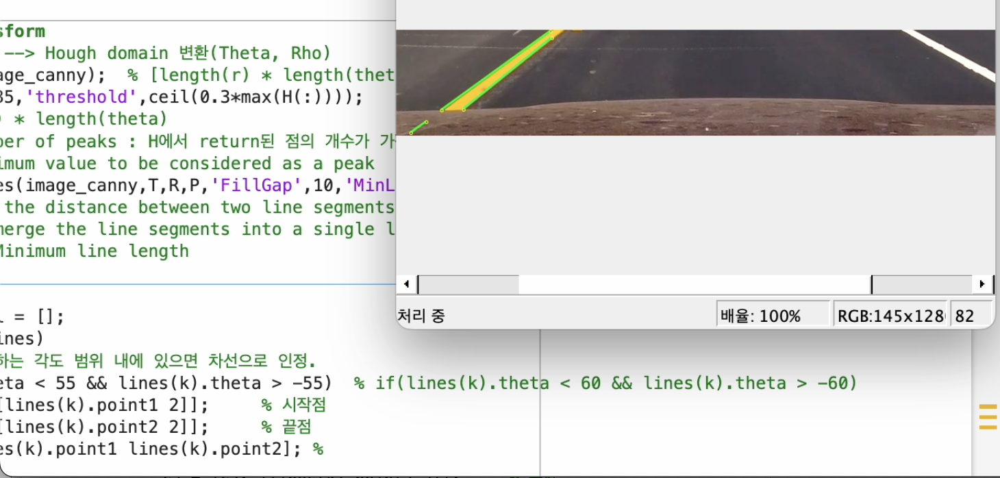 sform
--> Hough domain 변환(Theta, Rho)
age_canny);  % [length(r) * length(thet
35,'threshold',ceil(0.3*max(H(:))));
* length(theta)
ber of peaks : H에서 return된 점의 개수가
imum value to be considered as a peak
es(image_canny,T,R,P,'FillGap',10,'MinL
the distance between two line segments
merge the line segments into a single l
Minimum line length
= [];
ines)
하는 각도 범위 내에 있으면 차선으로 인정.
eta < 55 && lines(k).theta > -55)  % if(lines(k).theta < 60 && lines(k).theta > -60)
[lines(k).point1 2]];     % 시작점
[lines(k).point2 2]];     % 끝점
es(k).point1 lines(k).point2]; %
처리 중
배율: 100%
RGB:145x128
82